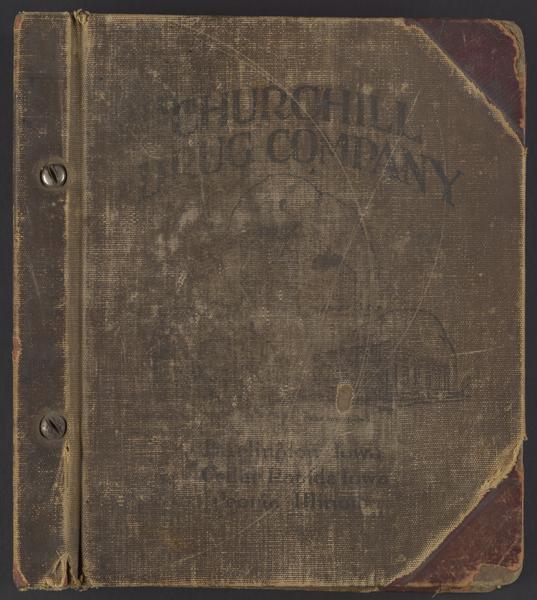 CHURCHILL
DRUG COMPANY
Burlington Iowa
Cedar Rapids Iowa
Peoria Illinois